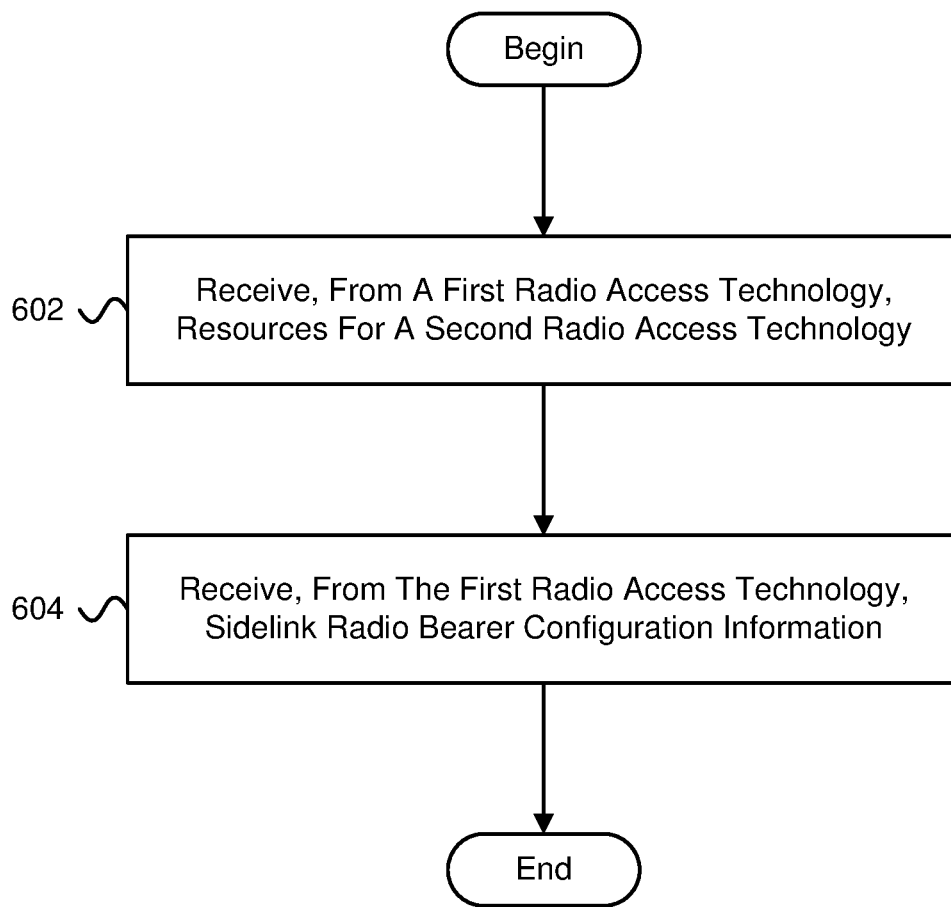 Begin
602
Receive, From A First Radio Access Technology,
Resources For A Second Radio Access Technology
604
Receive, From The First Radio Access Technology,
Sidelink Radio Bearer Configuration Information
End